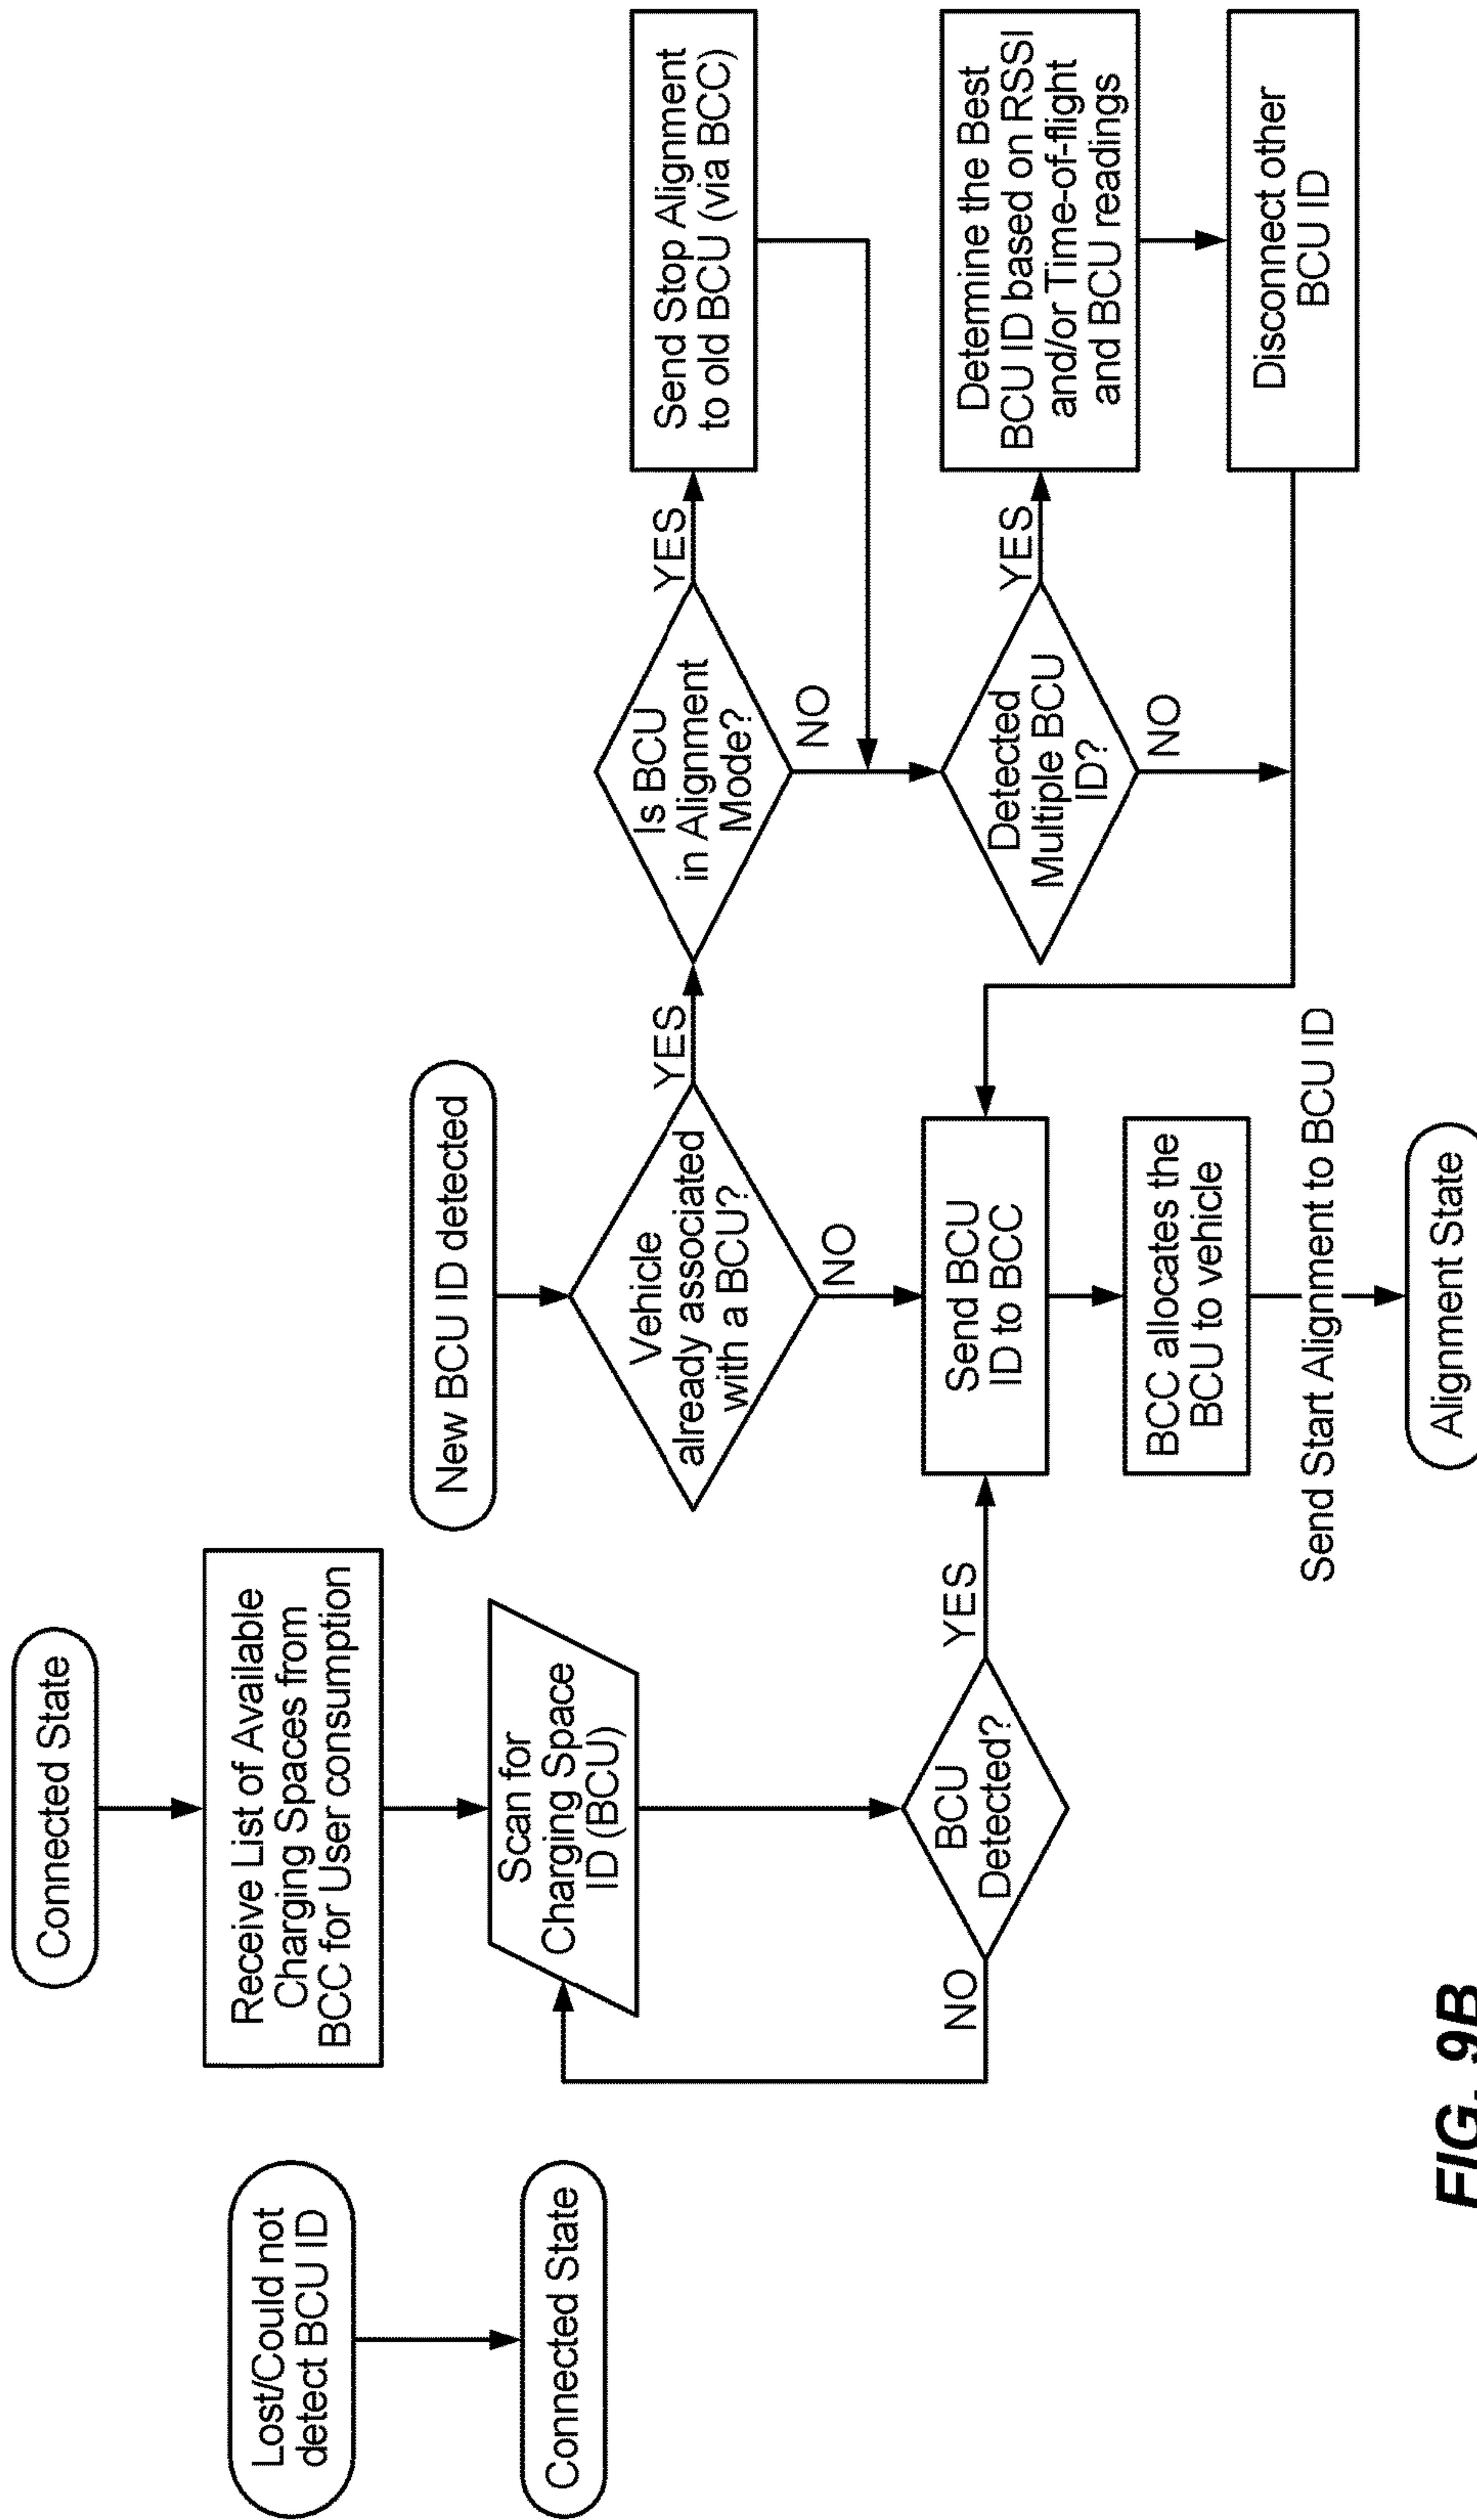 Lost/Could not
detect BCU ID
Connected State
Connected State
Receive List of Available
Charging Spaces from
BCC for User consumption
Scan for
Charging Space
ID (BCU)
BCU
Detected?
NO
YES
New BCU ID detected
Vehicle
already associated
with a BCU?
YES
NO
Send BCU
ID to BCC
BCC allocates the
BCU to vehicle
Send Start Alignment to BCU ID
Alignment State
Is BCU
in Alignment
Mode?
YES
NO
Send Stop Alignment
to old BCU (via BCC)
Detected
Multiple BCU
ID?
YES
NO
Determine the Best
BCU ID based on RSSI
and/or Time-of-flight
and BCU readings
Disconnect other
BCU ID
FIG. 9B